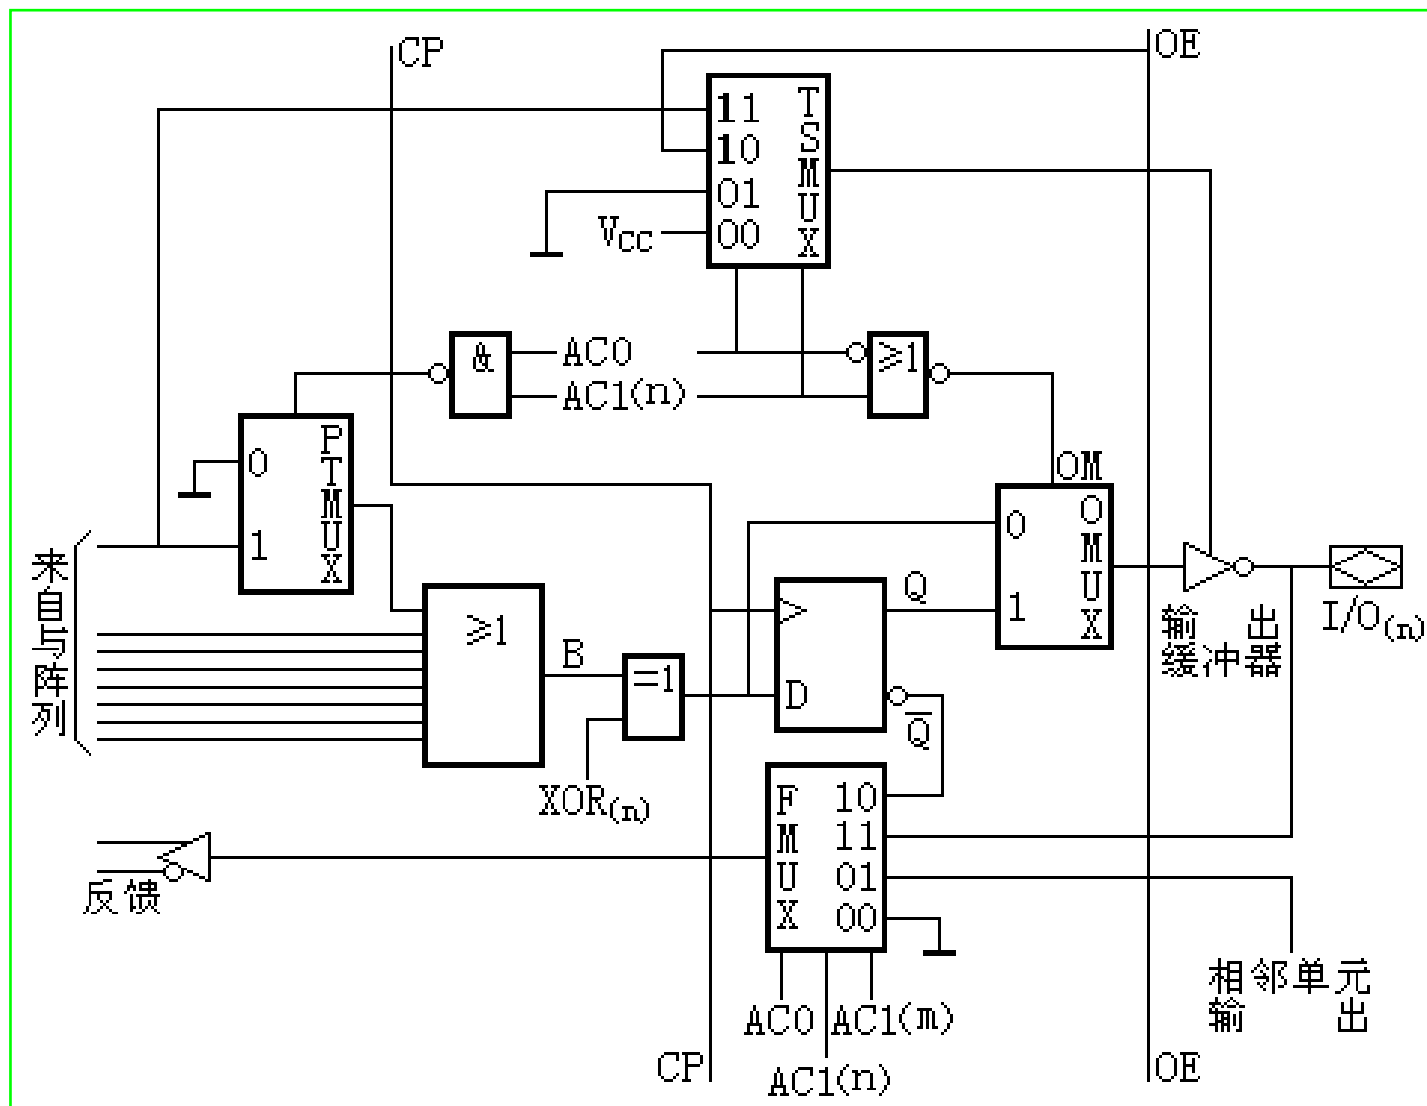 CP
OE
11
10
01
00
TSMUX
VCC
&
AC0
AC1(n)
≥1
0
1
PTMUX
OM
0
1
OMUX
来自与阵列
≥1
B
=1
XOR(n)
D
Q
Q̅
输出
缓冲器
I/O(n)
FMUX
10
11
01
00
反馈
AC0
AC1(m)
AC1(n)
相邻单元
输出
CP
OE